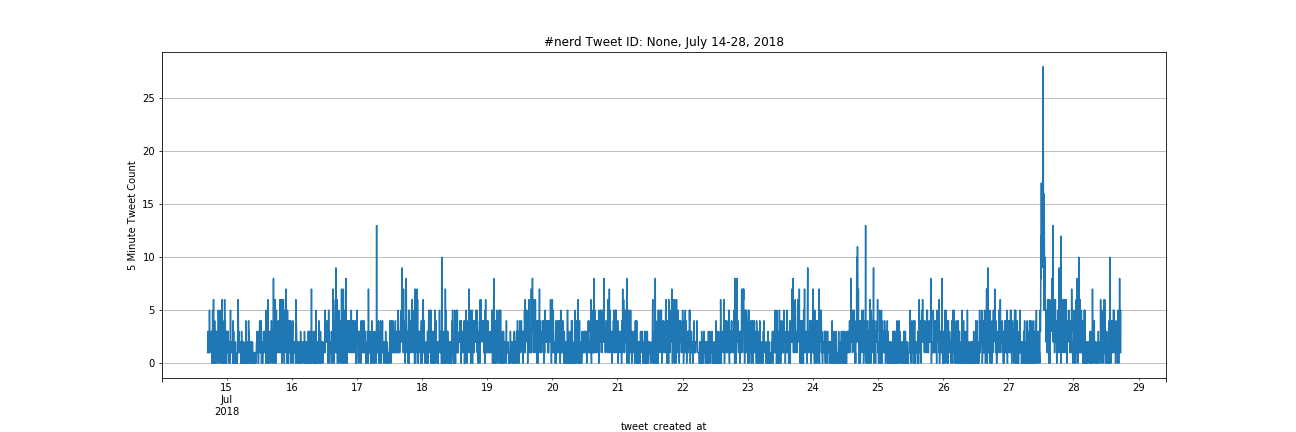 #nerd Tweet ID: None, July 14-28, 2018
5 Minute Tweet Count
25
20
15
10
5
0
15 16 17 18 19 20 21 22 23 24 25 26 27 28 29
Jul
2018
tweet_created_at